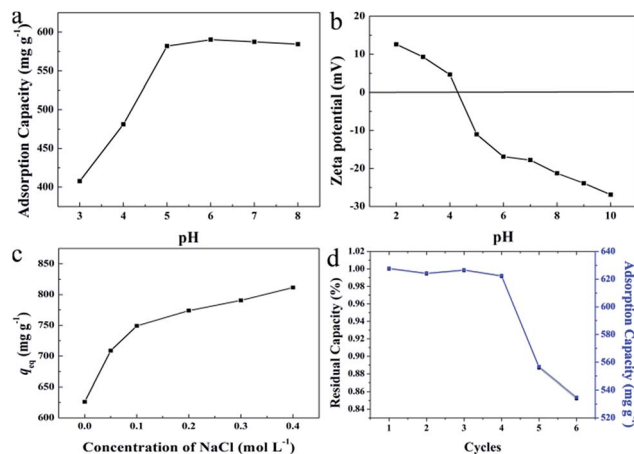 a
Adsorption Capacity (mg g-1)
600
550
500
450
400
3 4 5 6 7 8
pH
b
Zeta potential (mV)
20
10
0
-10
-20
-30
2 4 6 8 10
pH
c
qeq (mg g-1)
850
800
750
700
650
600
0.0 0.1 0.2 0.3 0.4
Concentration of NaCl (mol L-1)
d
Residual Capacity (%)
1.02
1.00
0.98
0.96
0.94
0.92
0.90
0.88
0.86
0.84
1 2 3 4 5 6
Cycles
640
620
600
580
560
540
520
Adsorption Capacity (mg g-1)